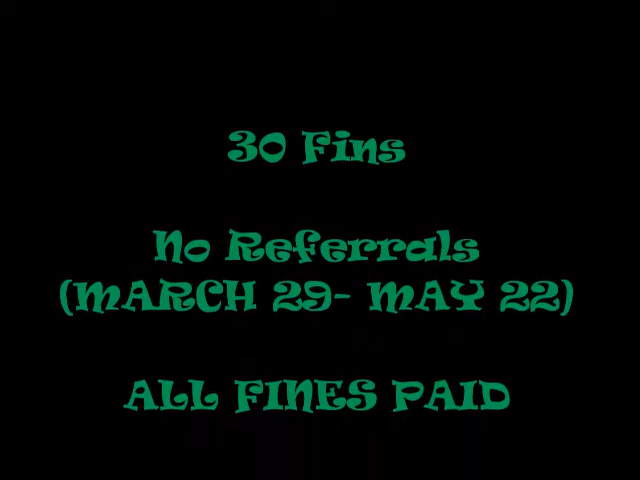 30 Fins
No Referrals
(MARCH 29- MAY 22)
ALL FINES PAID